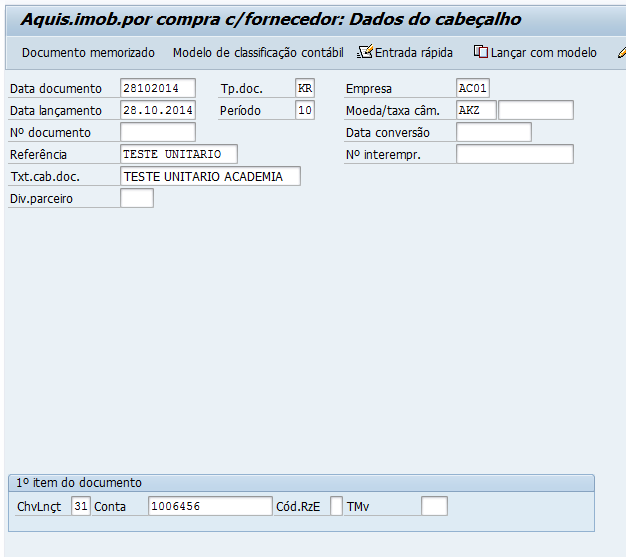 Aquis.imob.por compra c/fornecedor: Dados do cabeçalho
Documento memorizado Modelo de classificação contábil Entrada rápida Lançar com modelo
Data documento 28102014 Tp.doc. KR Empresa AC01
Data lançamento 28.10.2014 Período 10 Moeda/taxa câm. AKZ
Nº documento Data conversão
Referência TESTE UNITARIO Nº interempr.
Txt.cab.doc. TESTE UNITARIO ACADEMIA
Div.parceiro
1º item do documento
ChvLnçt 31 Conta 1006456 Cód.RzE TMv